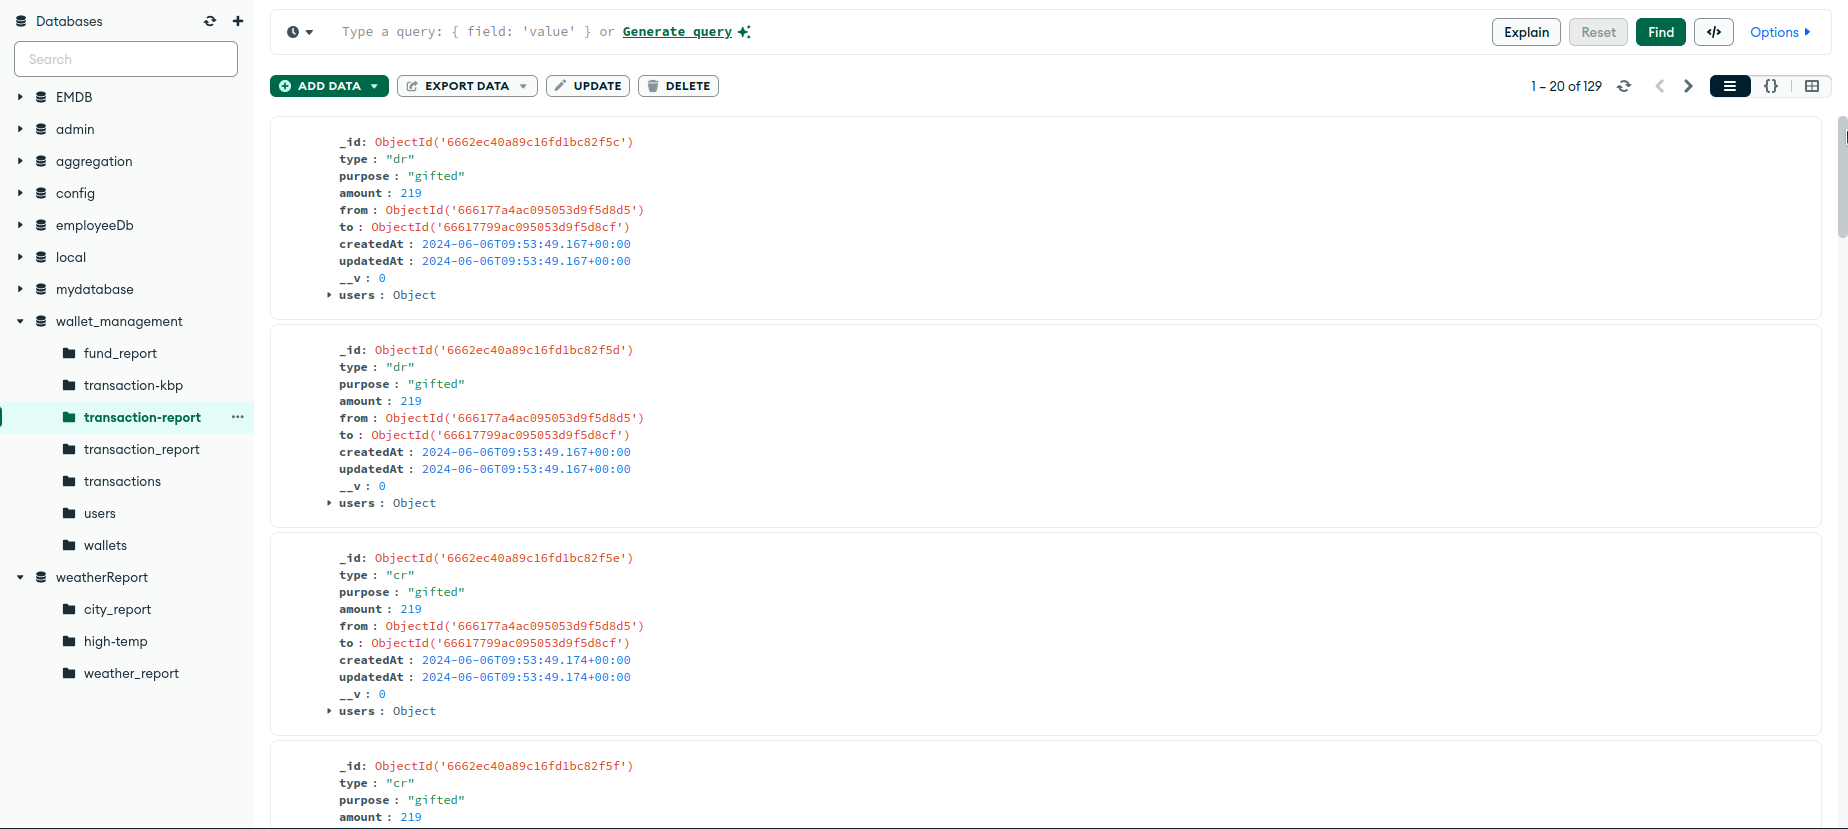 Databases
Search
EMDB
admin
aggregation
config
employeeDb
local
mydatabase
wallet_management
fund_report
transaction-kbp
transaction-report
transaction_report
transactions
users
wallets
weatherReport
city_report
high-temp
weather_report
Type a query: { field: 'value' } or Generate query
Explain
Reset
Find
</>
Options
ADD DATA
EXPORT DATA
UPDATE
DELETE
1 – 20 of 129
{}
_id: ObjectId('6662ec40a89c16fd1bc82f5c')
type : "dr"
purpose : "gifted"
amount : 219
from : ObjectId('666177a4ac095053d9f5d8d5')
to : ObjectId('66617799ac095053d9f5d8cf')
createdAt : 2024-06-06T09:53:49.167+00:00
updatedAt : 2024-06-06T09:53:49.167+00:00
__v : 0
users : Object
_id: ObjectId('6662ec40a89c16fd1bc82f5d')
type : "dr"
purpose : "gifted"
amount : 219
from : ObjectId('666177a4ac095053d9f5d8d5')
to : ObjectId('66617799ac095053d9f5d8cf')
createdAt : 2024-06-06T09:53:49.167+00:00
updatedAt : 2024-06-06T09:53:49.167+00:00
__v : 0
users : Object
_id: ObjectId('6662ec40a89c16fd1bc82f5e')
type : "cr"
purpose : "gifted"
amount : 219
from : ObjectId('666177a4ac095053d9f5d8d5')
to : ObjectId('66617799ac095053d9f5d8cf')
createdAt : 2024-06-06T09:53:49.174+00:00
updatedAt : 2024-06-06T09:53:49.174+00:00
__v : 0
users : Object
_id: ObjectId('6662ec40a89c16fd1bc82f5f')
type : "cr"
purpose : "gifted"
amount : 219